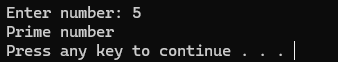 Enter number: 5
Prime number
Press any key to continue . . .